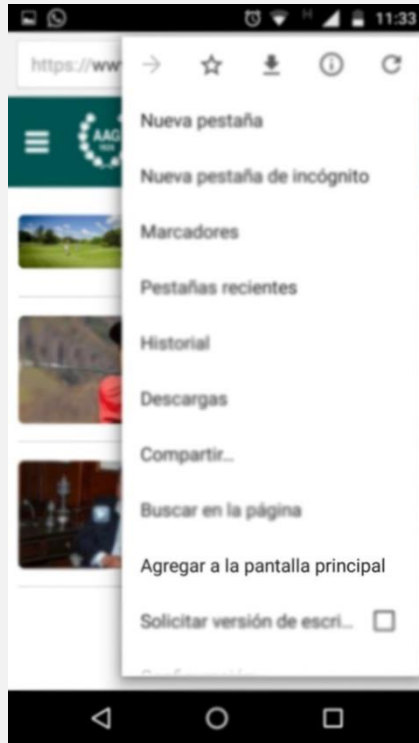 11:33
https://ww
AAG
Nueva pestaña
Nueva pestaña de incógnito
Marcadores
Pestañas recientes
Historial
Descargas
Compartir...
Buscar en la página
Agregar a la pantalla principal
Solicitar versión de escri...